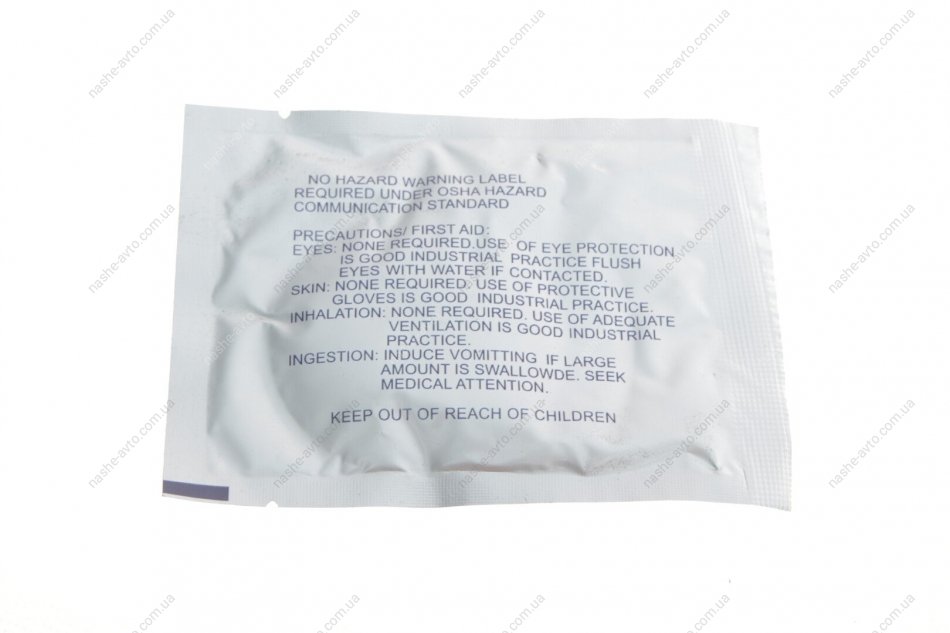 NO HAZARD WARNING LABEL
REQUIRED UNDER OSHA HAZARD
COMMUNICATION STANDARD
PRECAUTIONS/ FIRST AID:
EYES: NONE REQUIRED.USE OF EYE PROTECTION
IS GOOD INDUSTRIAL PRACTICE FLUSH
EYES WITH WATER IF CONTACTED.
SKIN: NONE REQUIRED. USE OF PROTECTIVE
GLOVES IS GOOD INDUSTRIAL PRACTICE.
INHALATION: NONE REQUIRED. USE OF ADEQUATE
VENTILATION IS GOOD INDUSTRIAL
PRACTICE.
INGESTION: INDUCE VOMITTING IF LARGE
AMOUNT IS SWALLOWDE. SEEK
MEDICAL ATTENTION.
KEEP OUT OF REACH OF CHILDREN
nashe-avto.com.ua